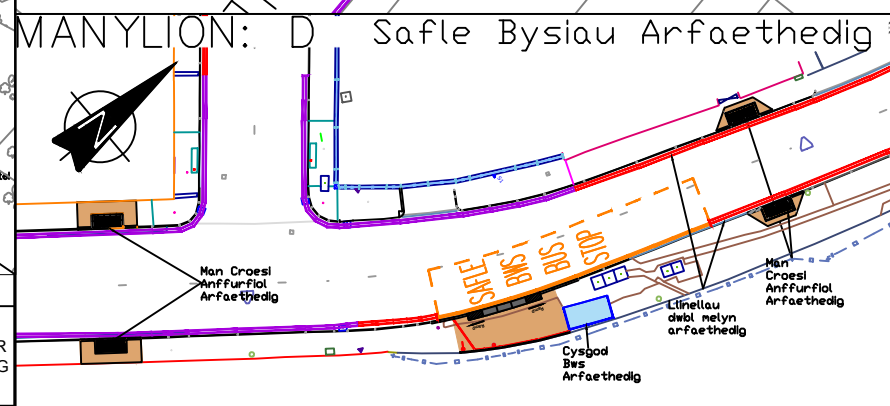 MANYLION: D
Safle Bysiau Arfaethedig
Man Croesi
Anffurfiol
Arfaethedig
SAFLE
BWS
BUS
STOP
Man
Croesi
Anffurfiol
Arfaethedig
Llinellau
dwbl melyn
arfaethedig
Cysgod
Bws
Arfaethedig